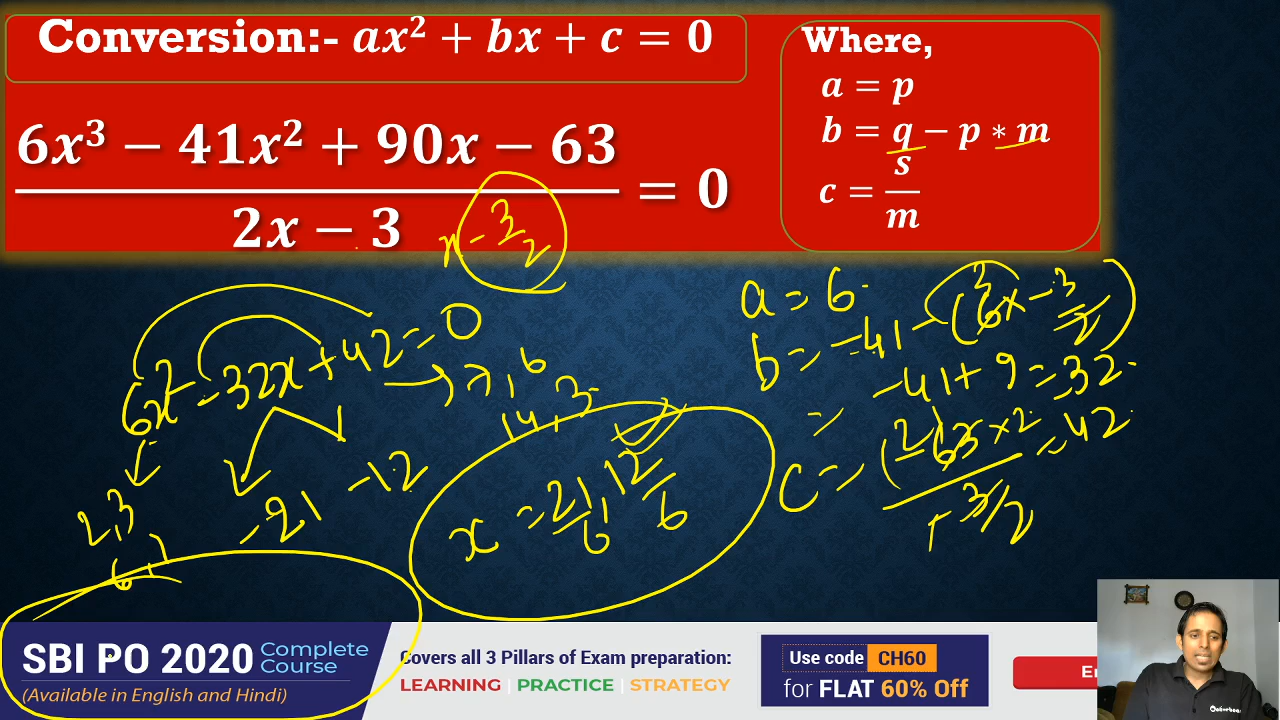 Conversion:- ax² + bx + c = 0
6x³ − 41x² + 90x − 63
2x − 3
= 0
Where,
a = p
b = q − p * m
c = s/m
x - 3/2
6x² - 32x + 42 = 0
7, 6
14, 3
2, 3
6, 1
-21 -12
x = 21/6, 12/6
a = 6
b = -41 - (6x - 3/2)
= -41 + 9 = -32
= 42
- 3/2
SBI PO 2020 Complete Course
(Available in English and Hindi)
Covers all 3 Pillars of Exam preparation:
LEARNING | PRACTICE | STRATEGY
Use code CH60
for FLAT 60% Off